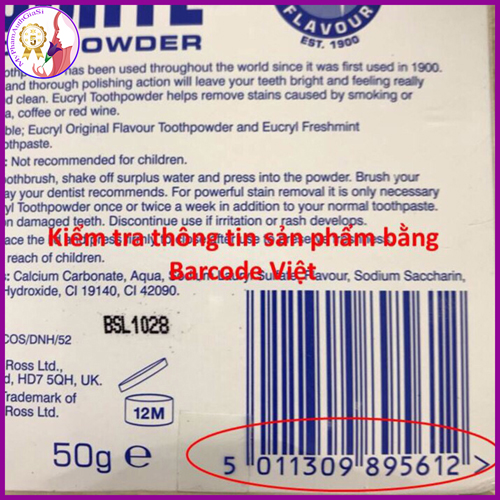 FLAVOUR
EST. 1900
POWDER
has been used throughout the world since it was first used in 1900.
and thorough polishing action will leave your teeth bright and feeling really
d clean. Eucryl Toothpowder helps remove stains caused by smoking or
a, coffee or red wine.
ble; Eucryl Original Flavour Toothpowder and Eucryl Freshmint
othpaste.
: Not recommended for children.
oothbrush, shake off surplus water and press into the powder. Brush your
ay your dentist recommends. For powerful stain removal it is only necessary
yl Toothpowder once or twice a week in addition to your normal toothpaste.
n damaged teeth. Discontinue use if irritation or rash develops.
Kiểm tra thông tin sản phẩm bằng
reach of children.
Barcode Việt
s: Calcium Carbonate, Aqua, Flavour, Sodium Saccharin,
Hydroxide, CI 19140, CI 42090.
BSL1028
COS/DNH/52
Ross Ltd.,
d, HD7 5QH, UK.
Trademark of
Ross Ltd.
12M
50g e
5 011309 895612 >